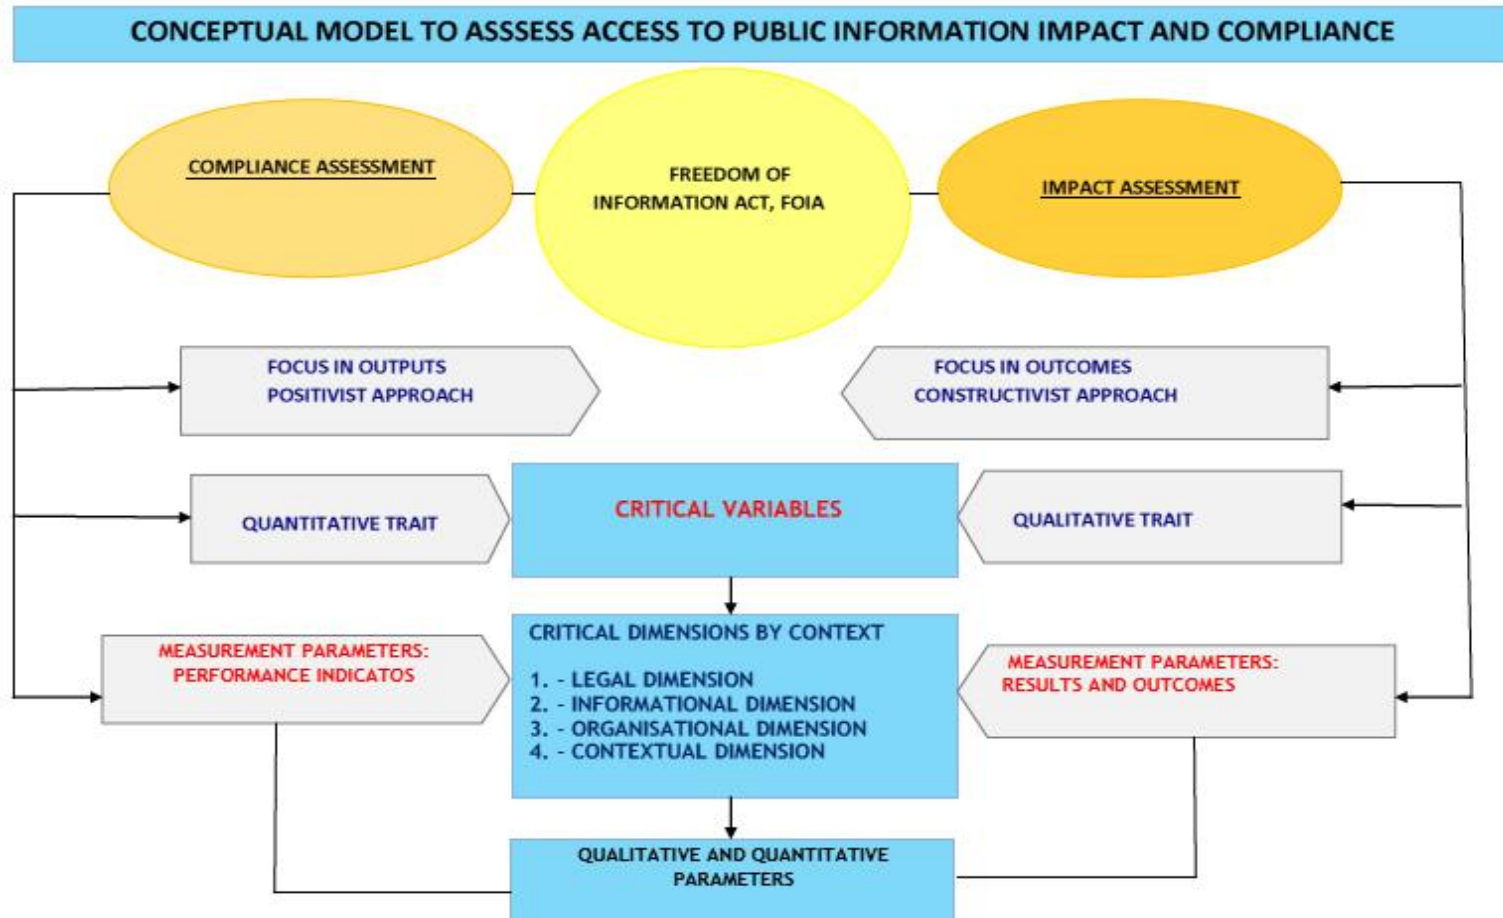 CONCEPTUAL MODEL TO ASSSESS ACCESS TO PUBLIC INFORMATION IMPACT AND COMPLIANCE
COMPLIANCE ASSESSMENT
FREEDOM OF
INFORMATION ACT, FOIA
IMPACT ASSESSMENT
FOCUS IN OUTPUTS
POSITIVIST APPROACH
FOCUS IN OUTCOMES
CONSTRUCTIVIST APPROACH
QUANTITATIVE TRAIT
CRITICAL VARIABLES
QUALITATIVE TRAIT
MEASUREMENT PARAMETERS:
PERFORMANCE INDICATOS
CRITICAL DIMENSIONS BY CONTEXT
1. - LEGAL DIMENSION
2. - INFORMATIONAL DIMENSION
3. - ORGANISATIONAL DIMENSION
4. - CONTEXTUAL DIMENSION
MEASUREMENT PARAMETERS:
RESULTS AND OUTCOMES
QUALITATIVE AND QUANTITATIVE
PARAMETERS